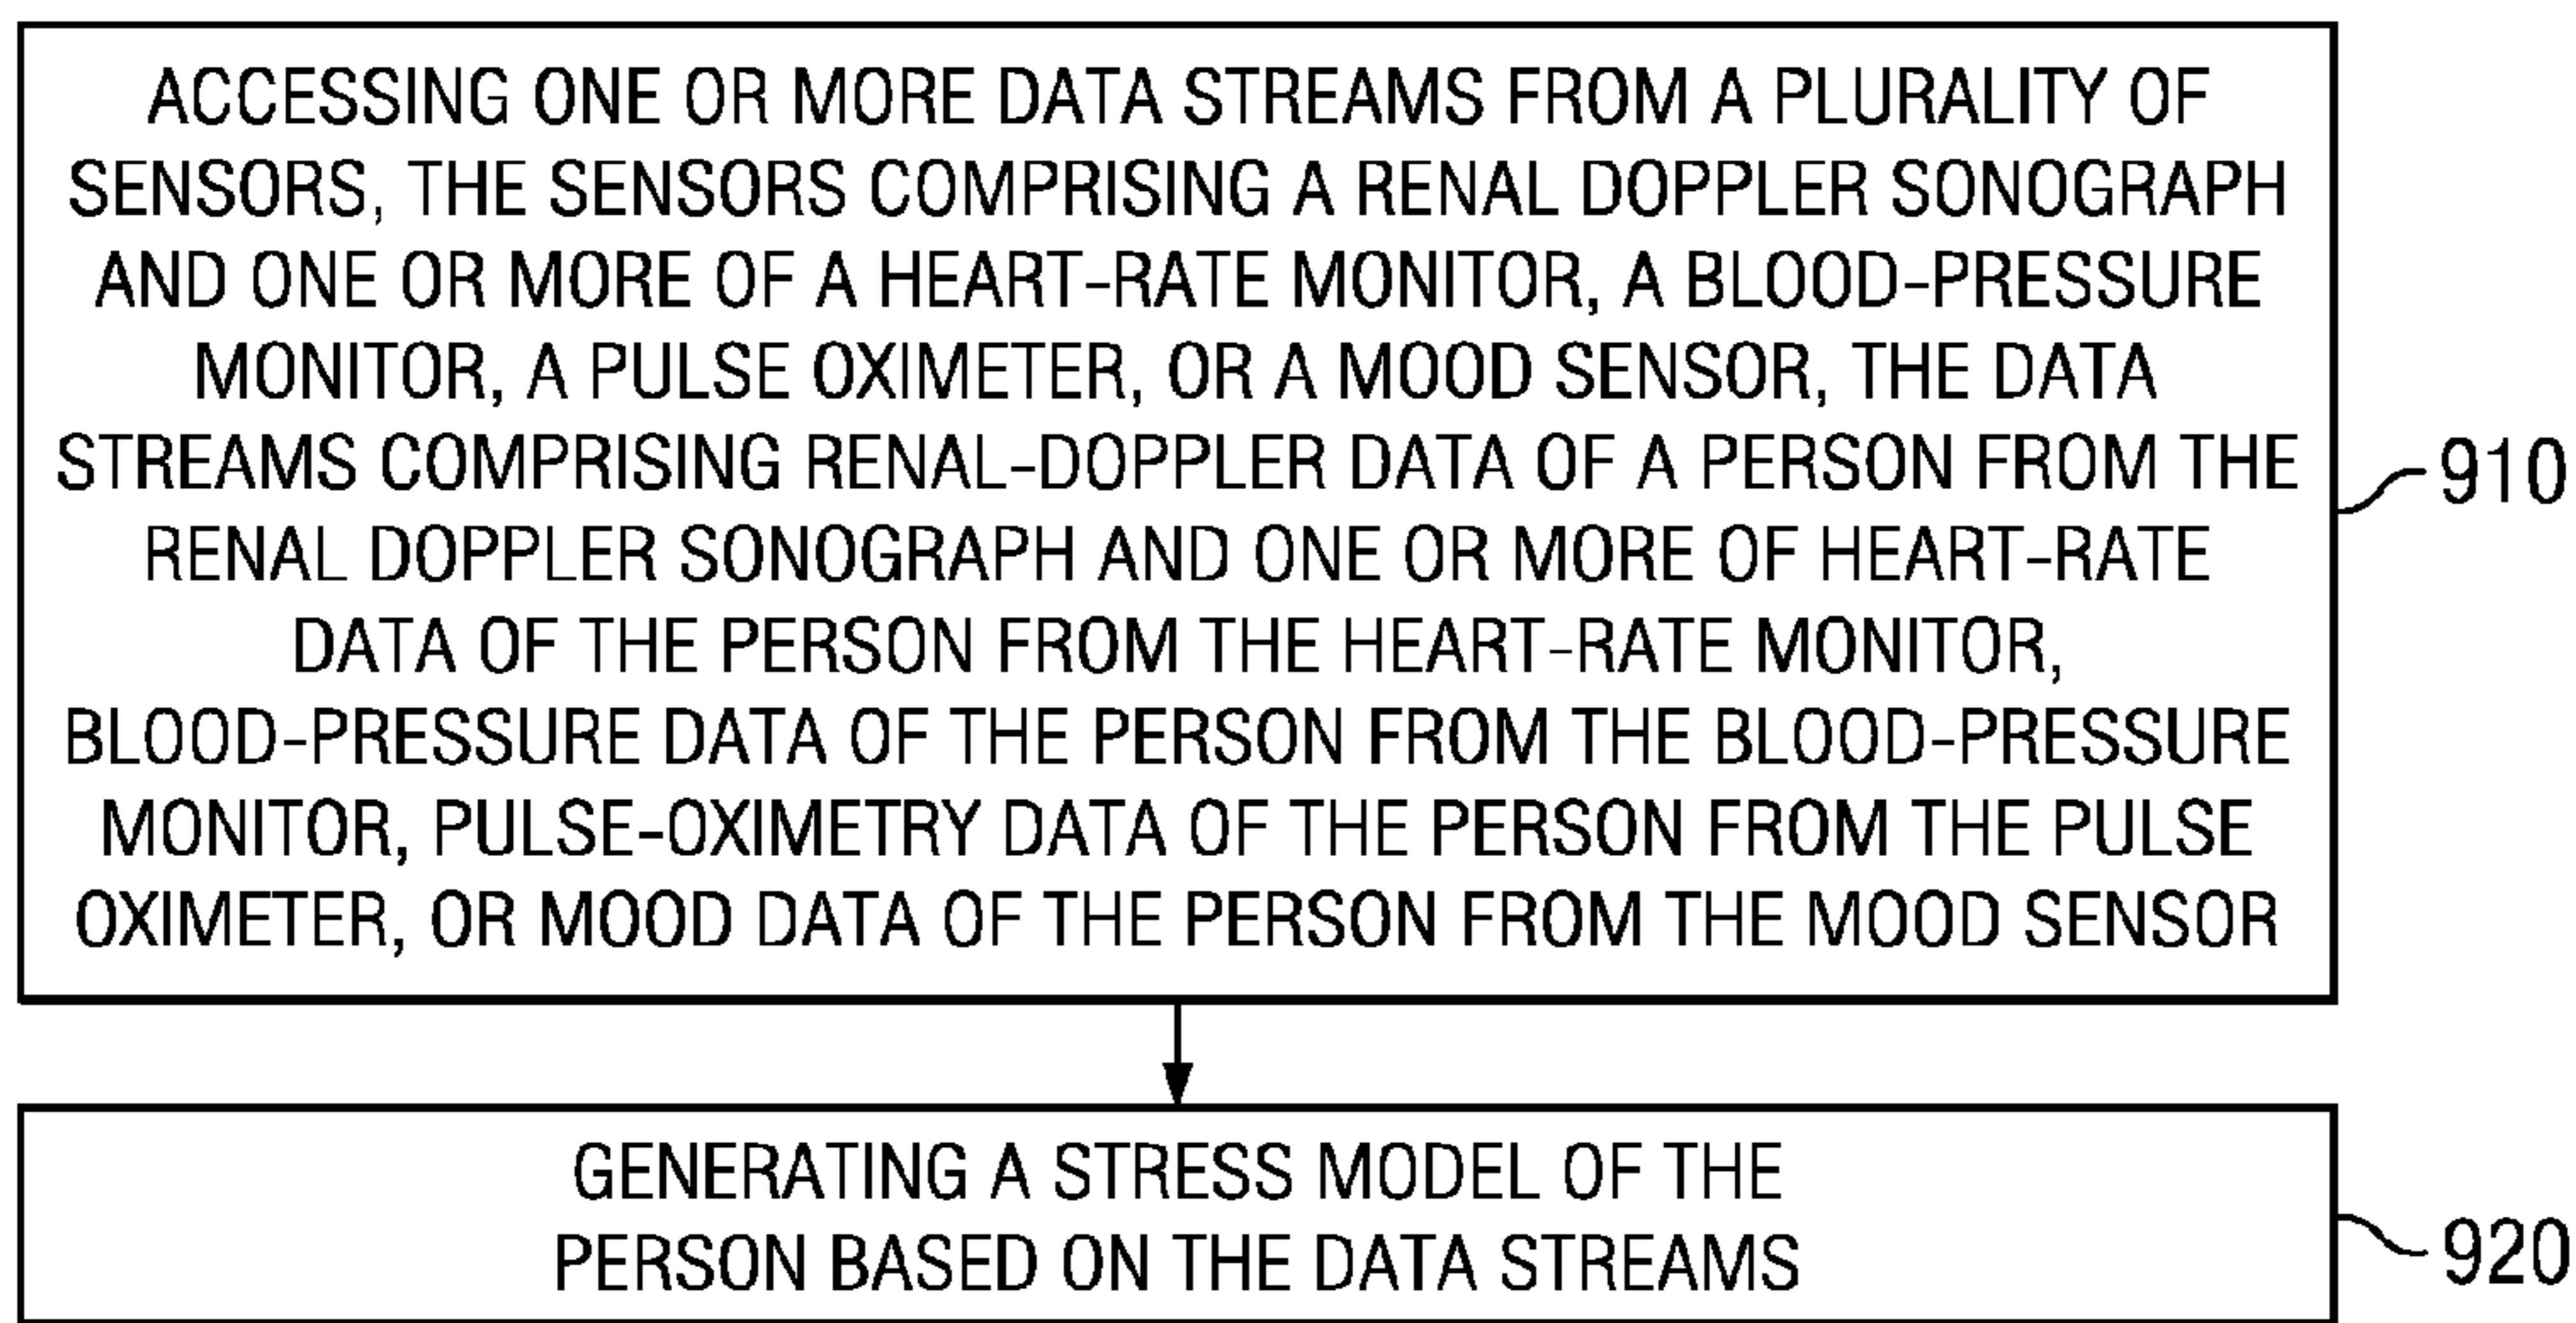 ACCESSING ONE OR MORE DATA STREAMS FROM A PLURALITY OF
SENSORS, THE SENSORS COMPRISING A RENAL DOPPLER SONOGRAPH
AND ONE OR MORE OF A HEART-RATE MONITOR, A BLOOD-PRESSURE
MONITOR, A PULSE OXIMETER, OR A MOOD SENSOR, THE DATA
STREAMS COMPRISING RENAL-DOPPLER DATA OF A PERSON FROM THE
RENAL DOPPLER SONOGRAPH AND ONE OR MORE OF HEART-RATE
DATA OF THE PERSON FROM THE HEART-RATE MONITOR,
BLOOD-PRESSURE DATA OF THE PERSON FROM THE BLOOD-PRESSURE
MONITOR, PULSE-OXIMETRY DATA OF THE PERSON FROM THE PULSE
OXIMETER, OR MOOD DATA OF THE PERSON FROM THE MOOD SENSOR
910
GENERATING A STRESS MODEL OF THE
PERSON BASED ON THE DATA STREAMS
920